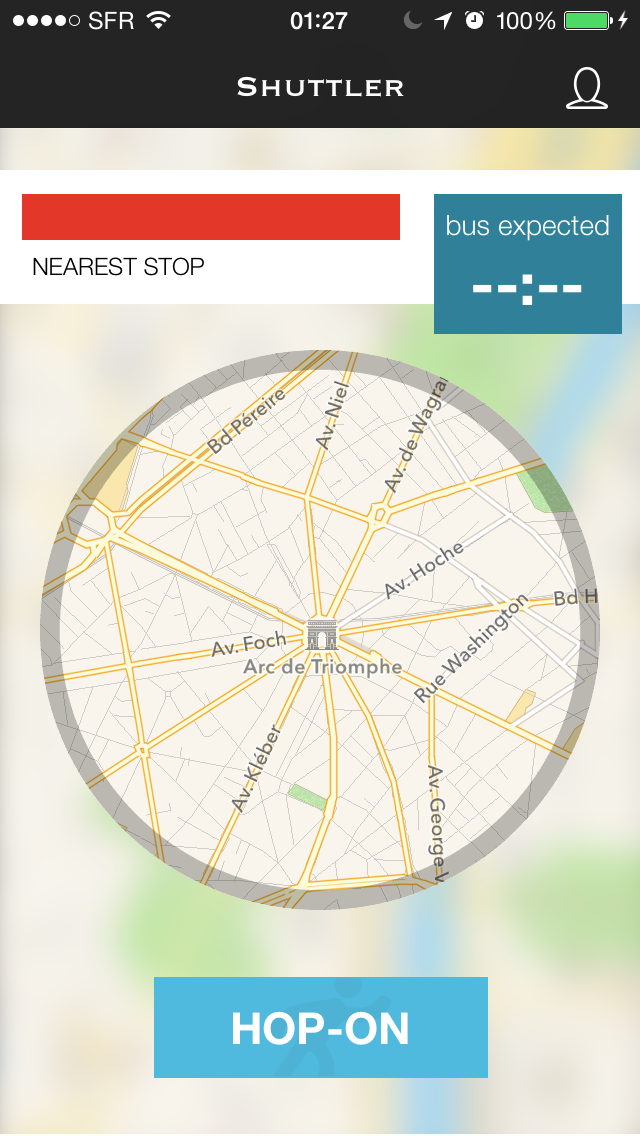 SFR 01:27 100%
SHUTTLER
bus expected
--:--
NEAREST STOP
Bd Péreire
Av. Niel
Av. de Wagra
Av. Hoche
Bd H
Av. Foch
Rue Washington
Arc de Triomphe
Av. Kléber
Av. George V
HOP-ON